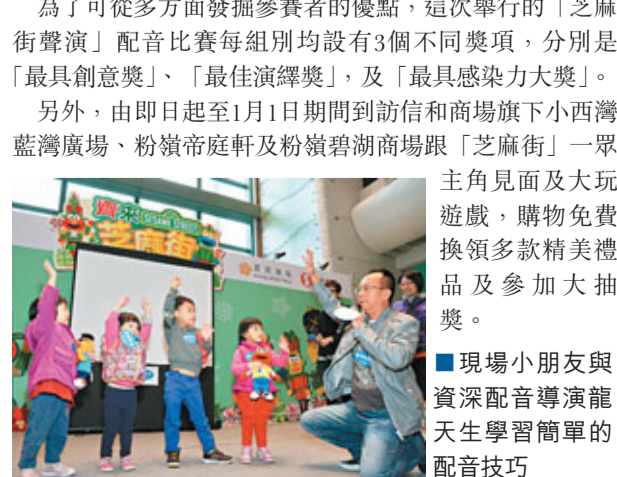 為了可從多方面發掘參賽者的優點，這次舉行的「芝麻
街聲演」配音比賽每組別均設有3個不同獎項，分別是
「最具創意獎」、「最佳演繹獎」，及「最具感染力大獎」。
另外，由即日起至1月1日期間到訪信和商場旗下小西灣
藍灣廣場、粉嶺帝庭軒及粉嶺碧湖商場跟「芝麻街」一眾
主角見面及大玩
遊戲，購物免費
換領多款精美禮
品及參加大抽
獎。
齊來 SESAME STREET
芝麻街
■現場小朋友與
資深配音導演龍
天生學習簡單的
配音技巧